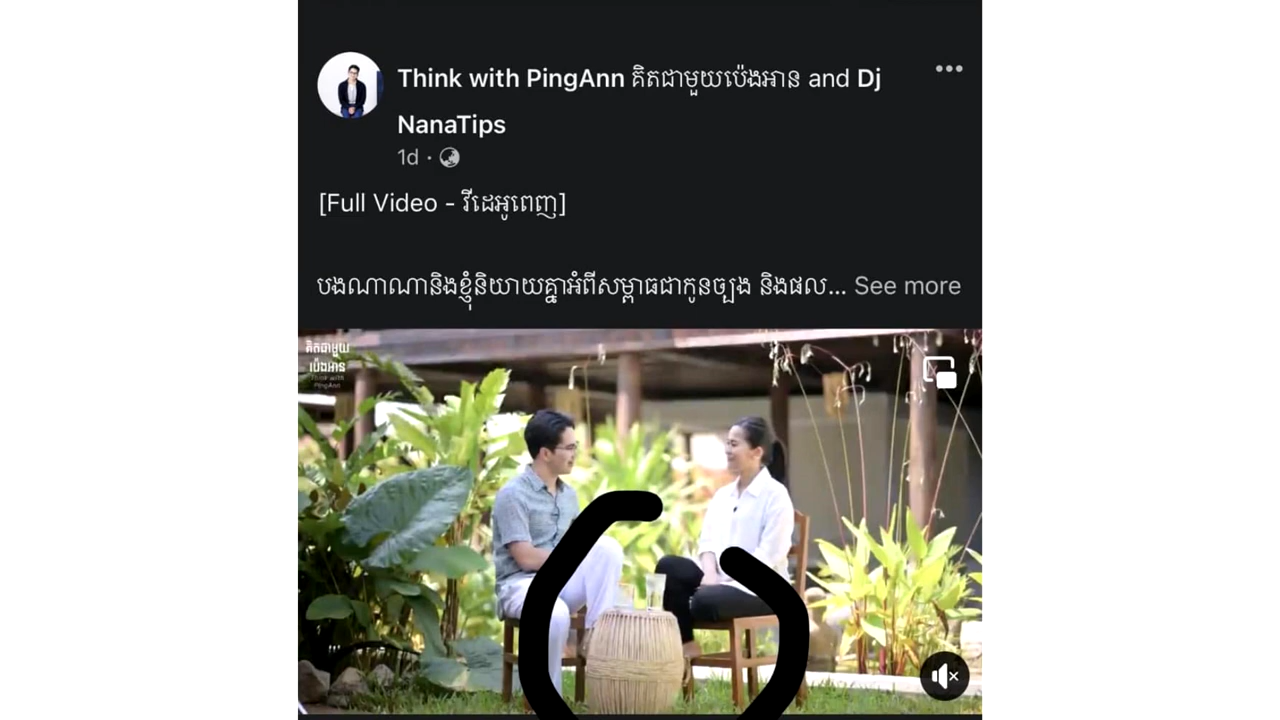 Think with PingAnn គិតជាមួយប៉េងអាន and Dj
NanaTips
1d ·
[Full Video - វីដេអូពេញ]
បងណាណានិងខ្ញុំនិយាយគ្នាអំពីសម្ពាធជាកូនច្បង និងផល... See more
គិតជាមួយ
ប៉េងអាន
Think with
PingAnn